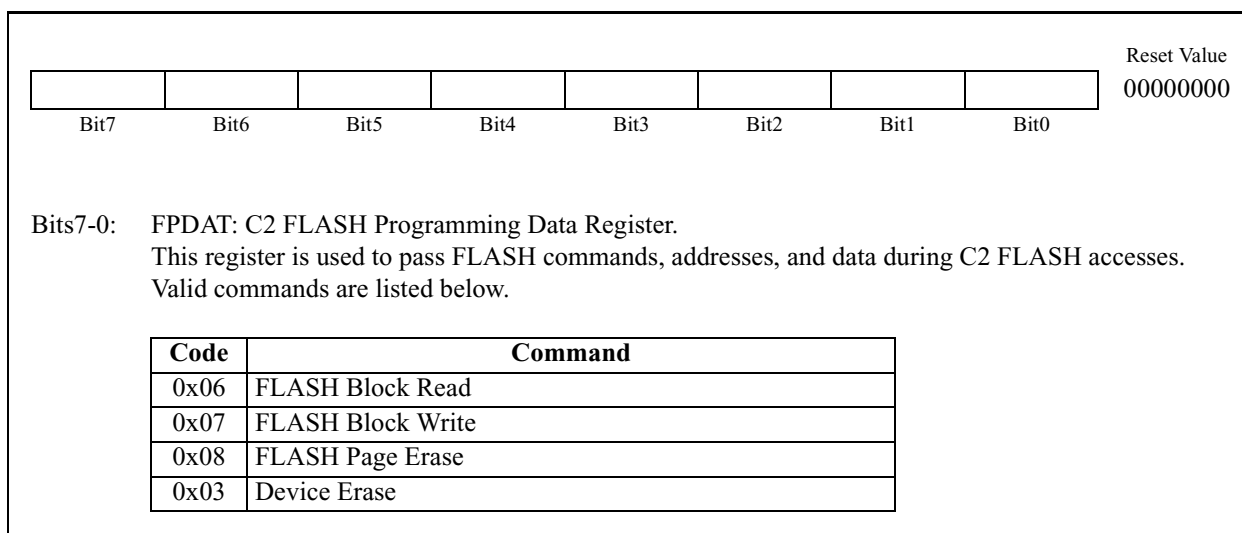 Reset Value
00000000
Bit7 Bit6 Bit5 Bit4 Bit3 Bit2 Bit1 Bit0
Bits7-0: FPDAT: C2 FLASH Programming Data Register.
This register is used to pass FLASH commands, addresses, and data during C2 FLASH accesses.
Valid commands are listed below.
Code Command
0x06 FLASH Block Read
0x07 FLASH Block Write
0x08 FLASH Page Erase
0x03 Device Erase